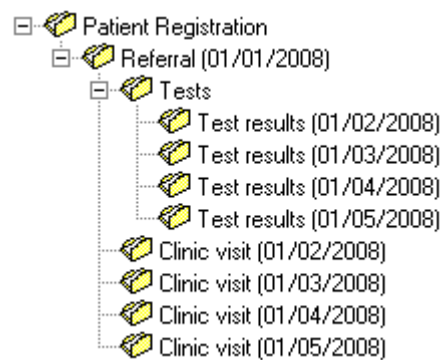 Patient Registration
Referral (01/01/2008)
Tests
Test results (01/02/2008)
Test results (01/03/2008)
Test results (01/04/2008)
Test results (01/05/2008)
Clinic visit (01/02/2008)
Clinic visit (01/03/2008)
Clinic visit (01/04/2008)
Clinic visit (01/05/2008)